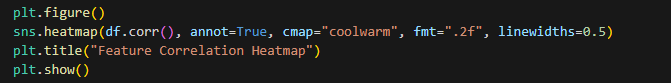 plt.figure()
sns.heatmap(df.corr(), annot=True, cmap="coolwarm", fmt=".2f", linewidths=0.5)
plt.title("Feature Correlation Heatmap")
plt.show()